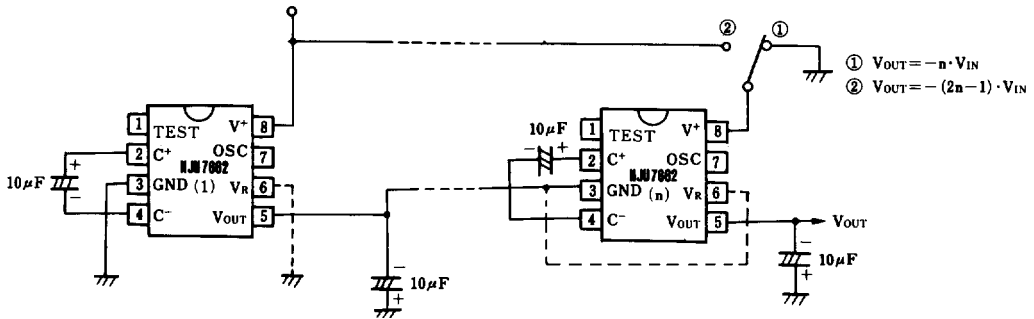 ② ①
① VOUT=−n·VIN
② VOUT=−(2n−1)·VIN
1 TEST V+ 8
2 C+ OSC 7
3 GND (1) VR 6
4 C− VOUT 5
NJU7662
+
10μF
−
−
10μF
+
10μF
− +
1 TEST V+ 8
2 C+ OSC 7
3 GND (n) VR 6
4 C− VOUT 5
NJU7662
VOUT
−
10μF
+